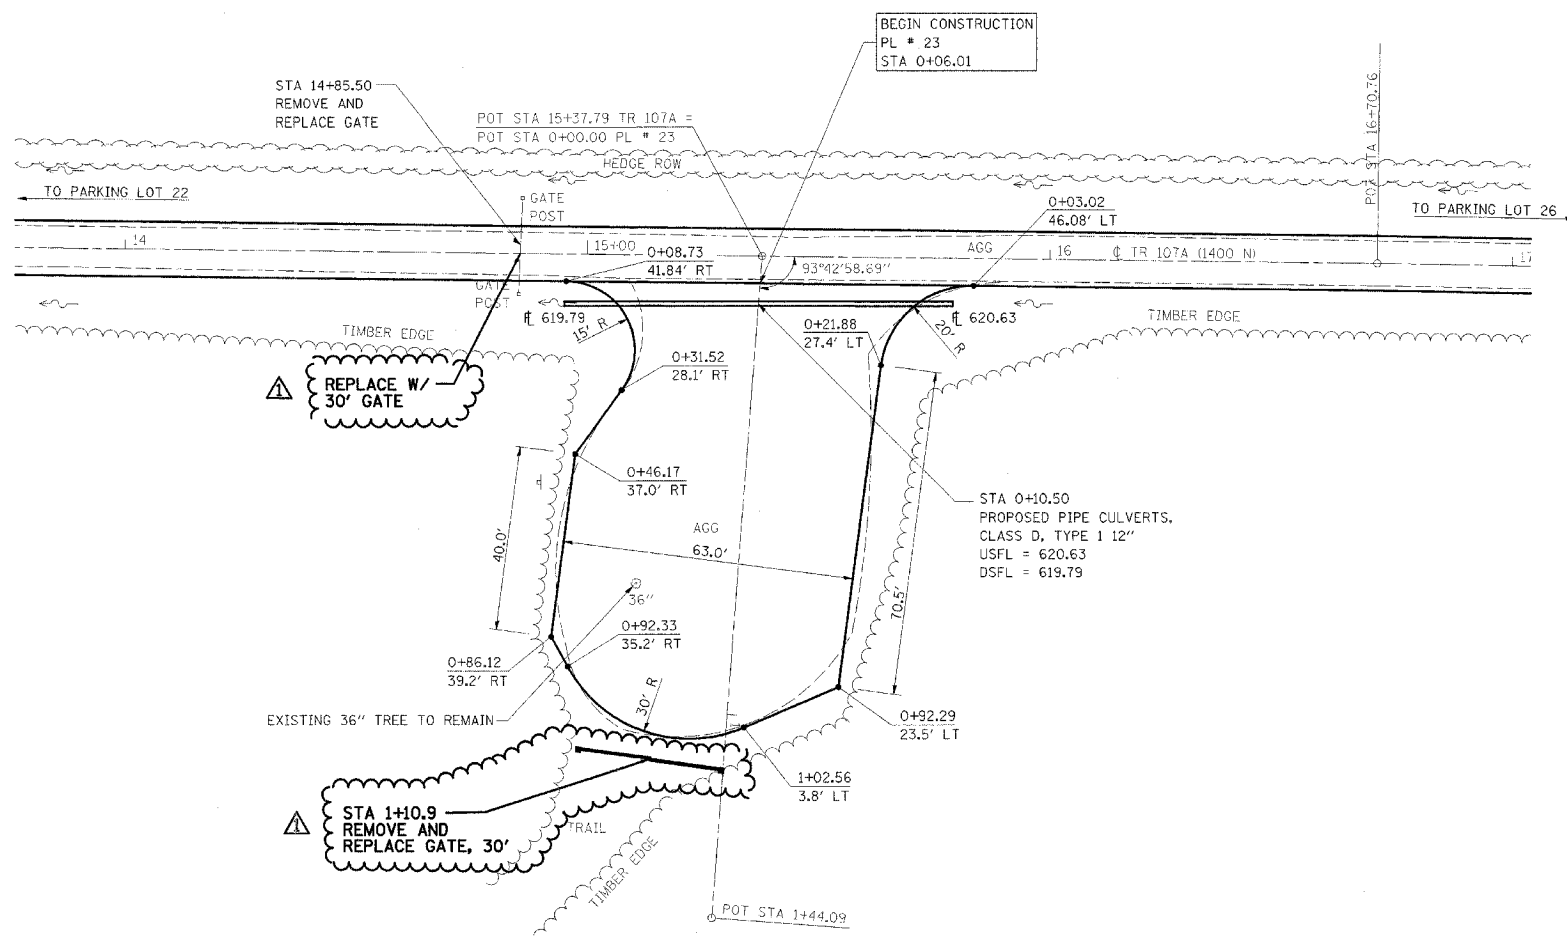 BEGIN CONSTRUCTION
PL # 23
STA 0+06.01
STA 14+85.50
REMOVE AND
REPLACE GATE
POT STA 15+37.79 TR 107A =
POT STA 0+00.00 PL # 23
POT STA 16+70.76
HEDGE ROW
TO PARKING LOT 22
GATE
POST
0+03.02
46.08' LT
TO PARKING LOT 26
14
15+00
0+08.73
41.84' RT
AGG
16
℄ TR 107A (1400 N)
17
93°42'58.69"
GATE
POST
FL 619.79
FL 620.63
TIMBER EDGE
15' R
0+21.88
27.4' LT
20' R
TIMBER EDGE
0+31.52
28.1' RT
1
REPLACE W/
30' GATE
0+46.17
37.0' RT
STA 0+10.50
PROPOSED PIPE CULVERTS,
CLASS D, TYPE 1 12"
USFL = 620.63
DSFL = 619.79
AGG
63.0'
40.0'
70.5'
36"
0+92.33
35.2' RT
0+86.12
39.2' RT
EXISTING 36" TREE TO REMAIN
30' R
0+92.29
23.5' LT
1+02.56
3.8' LT
1
STA 1+10.9
REMOVE AND
REPLACE GATE, 30'
TRAIL
TIMBER EDGE
POT STA 1+44.09